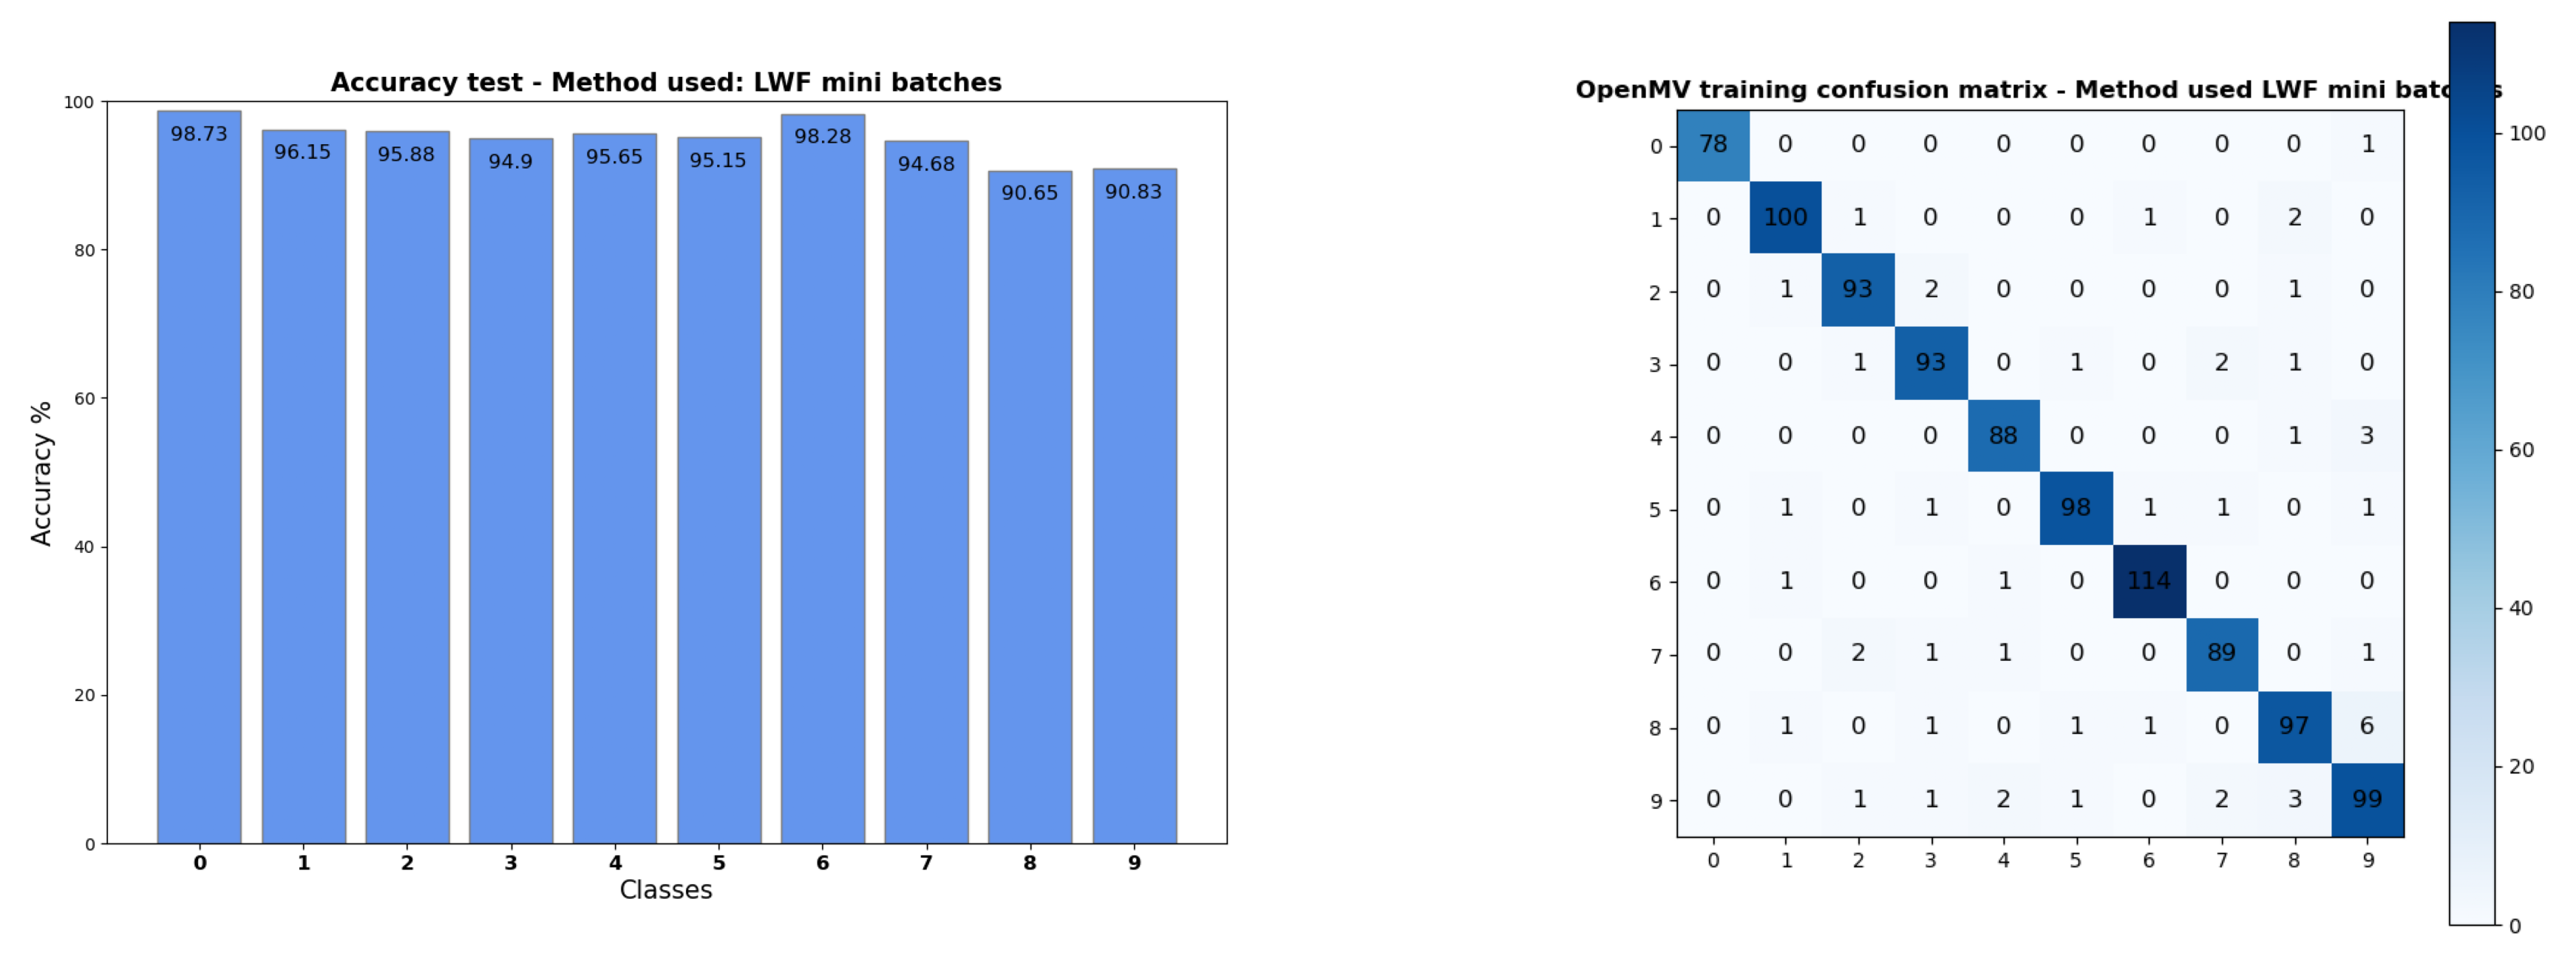 Accuracy test - Method used: LWF mini batches
100
80
60
40
20
0
Accuracy %
98.73 96.15 95.88 94.9 95.65 95.15 98.28 94.68 90.65 90.83
0 1 2 3 4 5 6 7 8 9
Classes
OpenMV training confusion matrix - Method used LWF mini batches
0 78 0 0 0 0 0 0 0 0 1
1 0 100 1 0 0 0 1 0 2 0
2 0 1 93 2 0 0 0 0 1 0
3 0 0 1 93 0 1 0 2 1 0
4 0 0 0 0 88 0 0 0 1 3
5 0 1 0 1 0 98 1 1 0 1
6 0 1 0 0 1 0 114 0 0 0
7 0 0 2 1 1 0 0 89 0 1
8 0 1 0 1 0 1 1 0 97 6
9 0 0 1 1 2 1 0 2 3 99
0 1 2 3 4 5 6 7 8 9
100
80
60
40
20
0